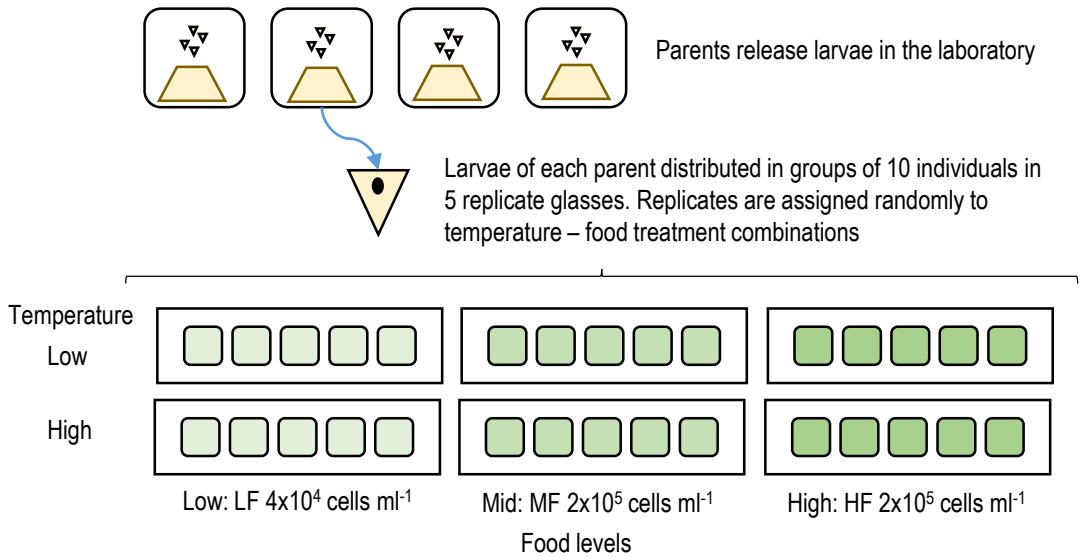 Parents release larvae in the laboratory
Larvae of each parent distributed in groups of 10 individuals in
5 replicate glasses. Replicates are assigned randomly to
temperature – food treatment combinations
Temperature
Low
High
Low: LF 4x10⁴ cells ml⁻¹
Mid: MF 2x10⁵ cells ml⁻¹
High: HF 2x10⁵ cells ml⁻¹
Food levels